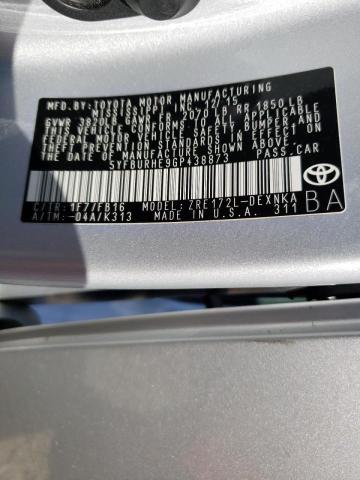 MFD. BY: TOYOTA MOTOR MANUFACTURING
MISSISSIPPI, INC. 12/15
GVWR 3820LB GAWR FR 2070LB RR 1850LB
THIS VEHICLE CONFORMS TO ALL APPLICABLE
FEDERAL MOTOR VEHICLE SAFETY, BUMPER,
AND THEFT PREVENTION STANDARDS IN EFFECT ON
THE DATE OF MANUFACTURE SHOWN ABOVE.
5YFBURHE9GP438873 PASS.CAR
C/TR: 1F7/FB16 MODEL: ZRE172L-DEXNKA
A/TM: -04A/K313 MADE IN U.S.A. 311
BA
TOYOTA